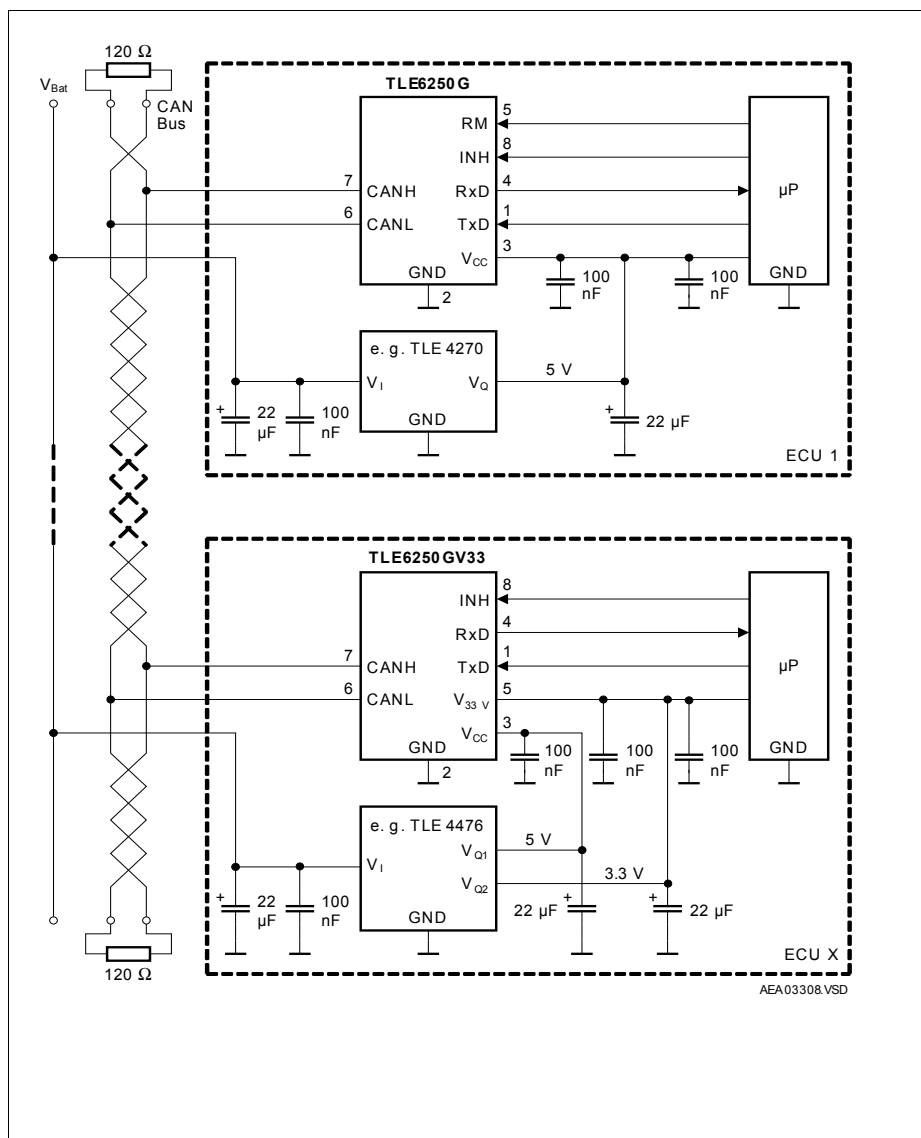 120 Ω
V_Bat
CAN
Bus
TLE6250G
RM
5
INH
8
7
CANH
RxD
4
µP
6
CANL
TxD
1
V_CC
3
GND
2
100
nF
100
nF
GND
e. g. TLE 4270
V_I
V_Q
5 V
+
22
µF
100
nF
GND
+
22 µF
ECU 1
TLE6250GV33
INH
8
RxD
4
7
CANH
TxD
1
µP
6
CANL
V_33 V
5
V_CC
3
GND
2
100
nF
100
nF
100
nF
GND
e. g. TLE 4476
V_I
V_Q1
5 V
V_Q2
3.3 V
+
22
µF
100
nF
GND
22 µF
+
+
22 µF
ECU X
120 Ω
AEA03308.VSD